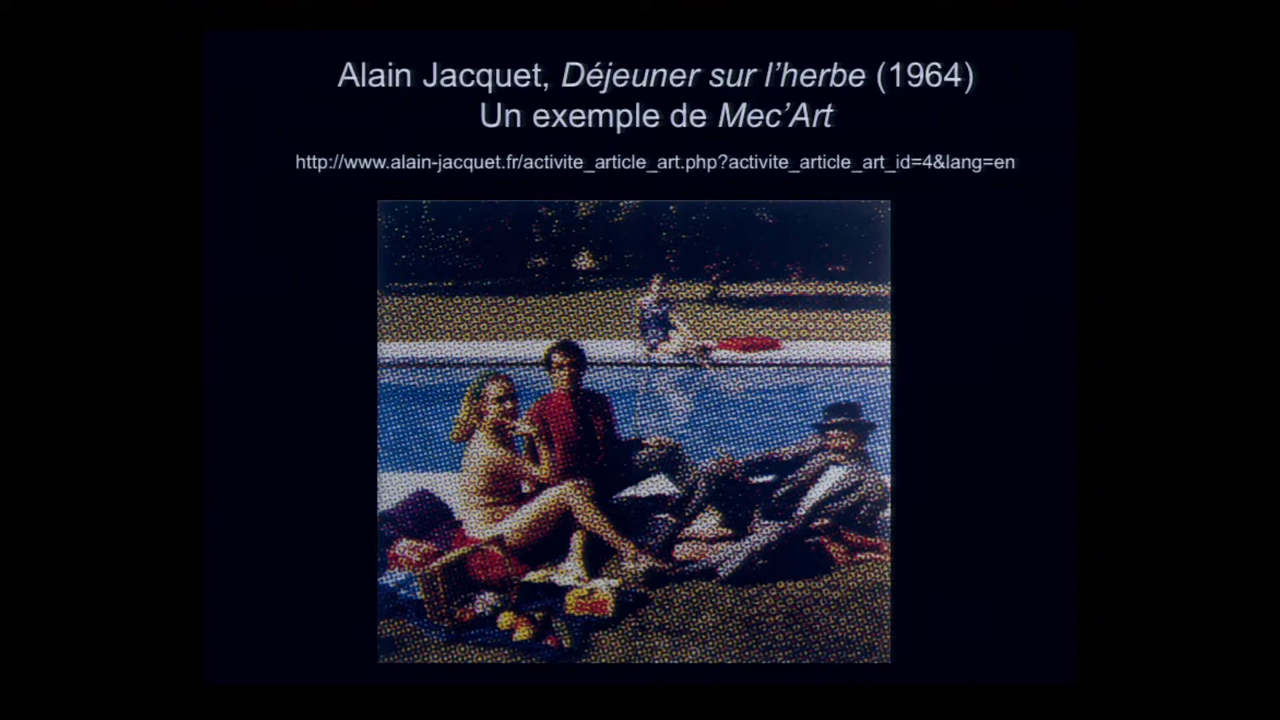 Alain Jacquet, Déjeuner sur l’herbe (1964)
Un exemple de Mec’Art
http://www.alain-jacquet.fr/activite_article_art.php?activite_article_art_id=4&lang=en